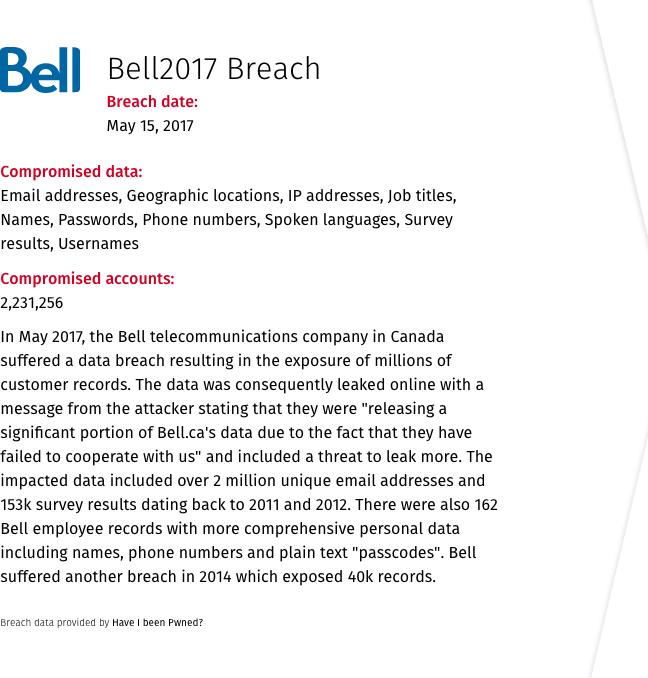 Bell
Bell2017 Breach
Breach date:
May 15, 2017
Compromised data:
Email addresses, Geographic locations, IP addresses, Job titles,
Names, Passwords, Phone numbers, Spoken languages, Survey
results, Usernames
Compromised accounts:
2,231,256
In May 2017, the Bell telecommunications company in Canada
suffered a data breach resulting in the exposure of millions of
customer records. The data was consequently leaked online with a
message from the attacker stating that they were "releasing a
significant portion of Bell.ca's data due to the fact that they have
failed to cooperate with us" and included a threat to leak more. The
impacted data included over 2 million unique email addresses and
153k survey results dating back to 2011 and 2012. There were also 162
Bell employee records with more comprehensive personal data
including names, phone numbers and plain text "passcodes". Bell
suffered another breach in 2014 which exposed 40k records.
Breach data provided by Have I been Pwned?